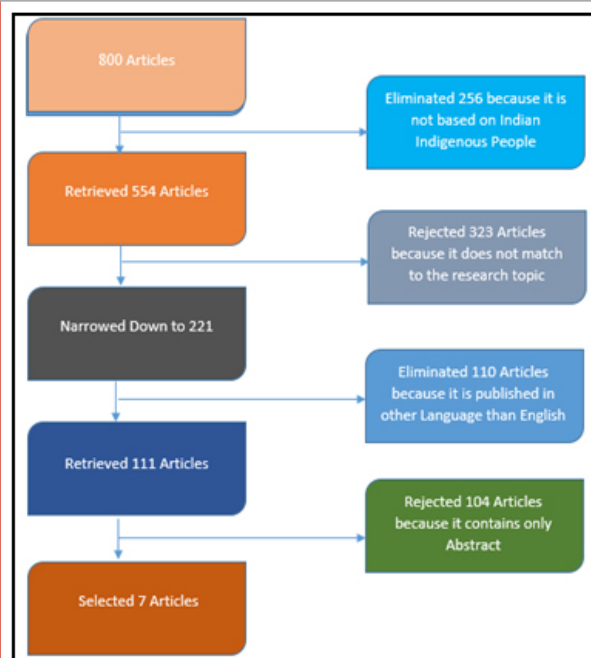 800 Articles
Eliminated 256 because it is
not based on Indian
Indigenous People
Retrieved 554 Articles
Rejected 323 Articles
because it does not match
to the research topic
Narrowed Down to 221
Eliminated 110 Articles
because it is published in
other Language than English
Retrieved 111 Articles
Rejected 104 Articles
because it contains only
Abstract
Selected 7 Articles